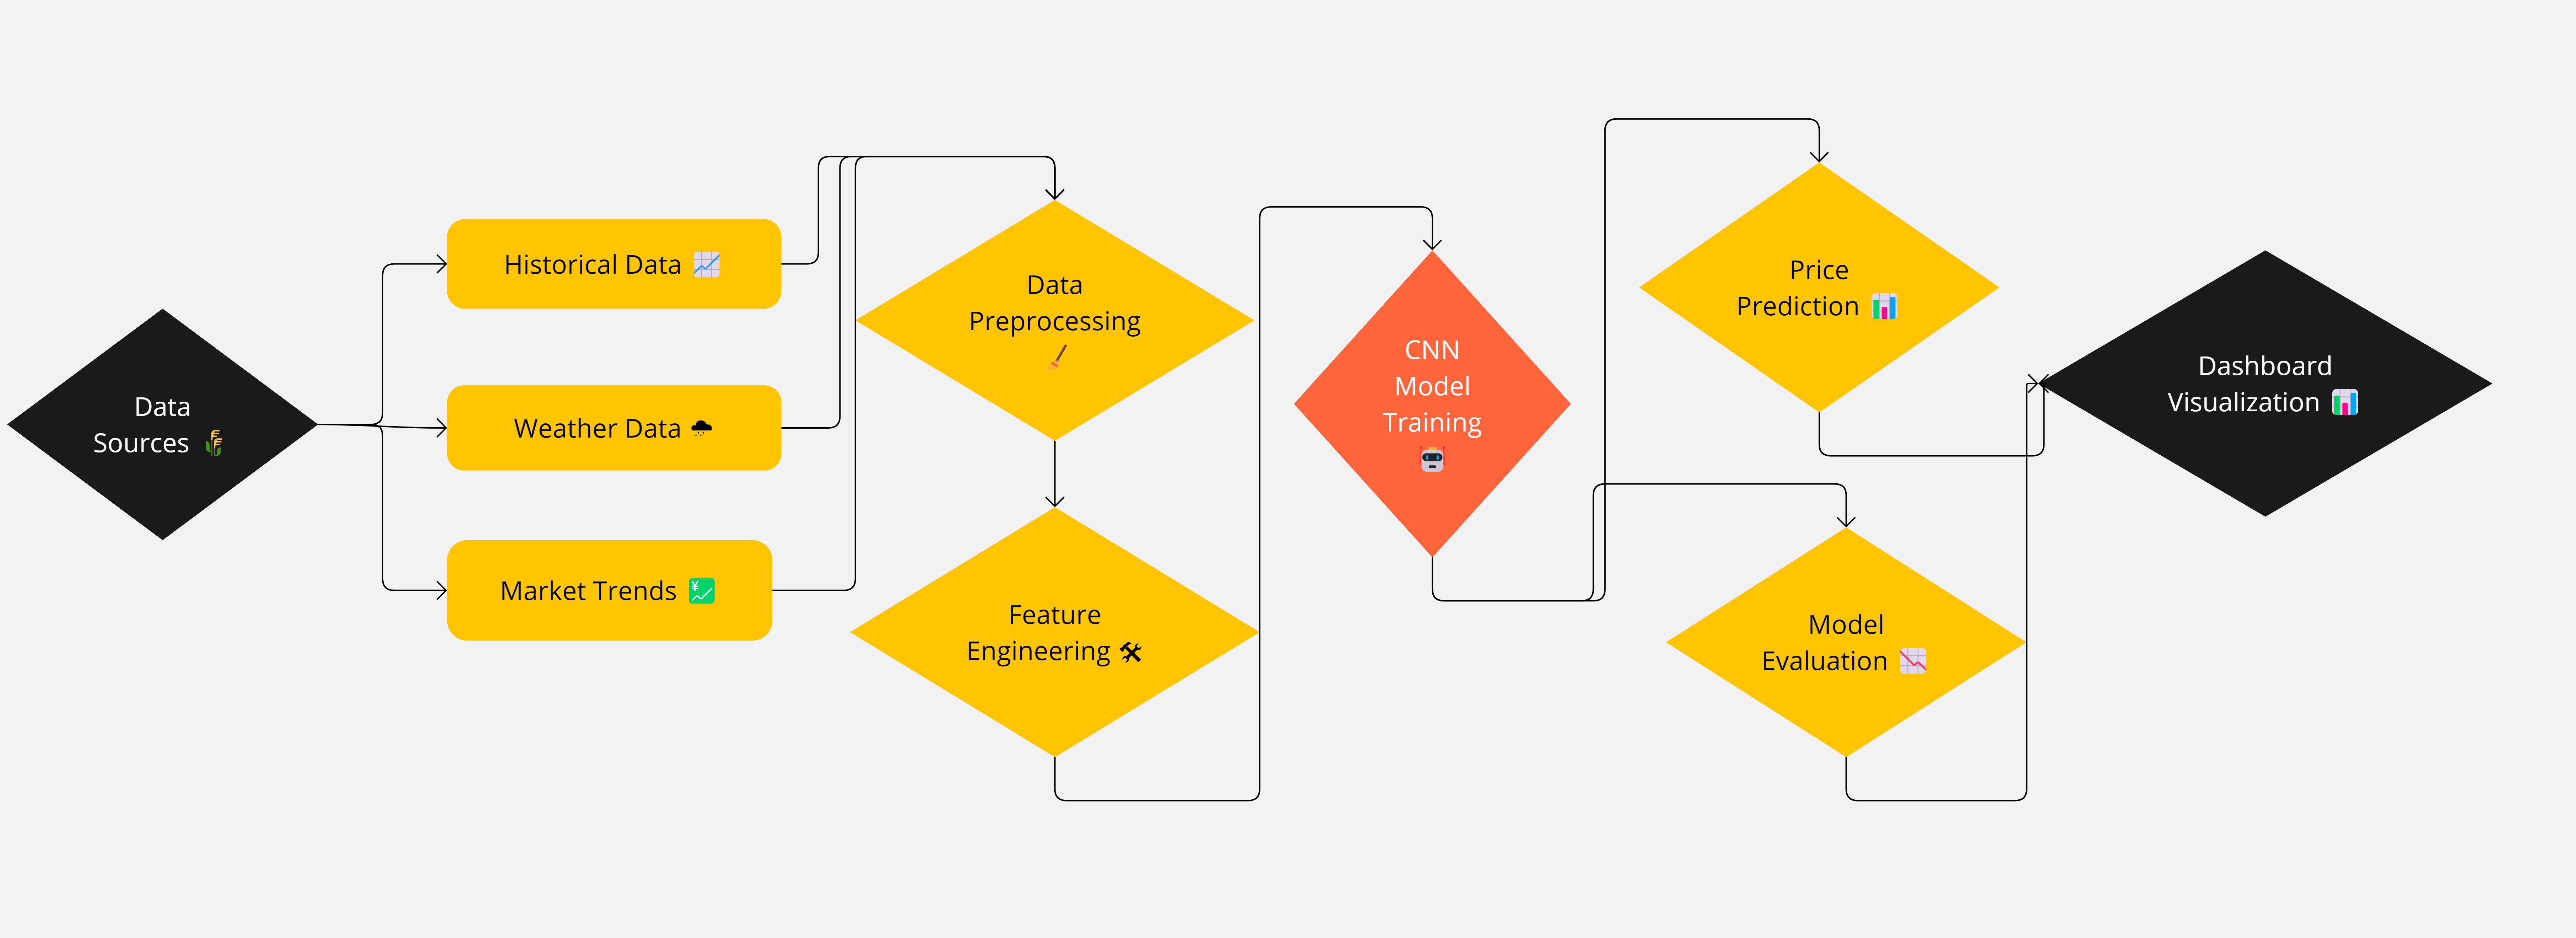 Data
Sources
Historical Data
Weather Data
Market Trends
Data
Preprocessing
Feature
Engineering
CNN
Model
Training
Price
Prediction
Model
Evaluation
Dashboard
Visualization